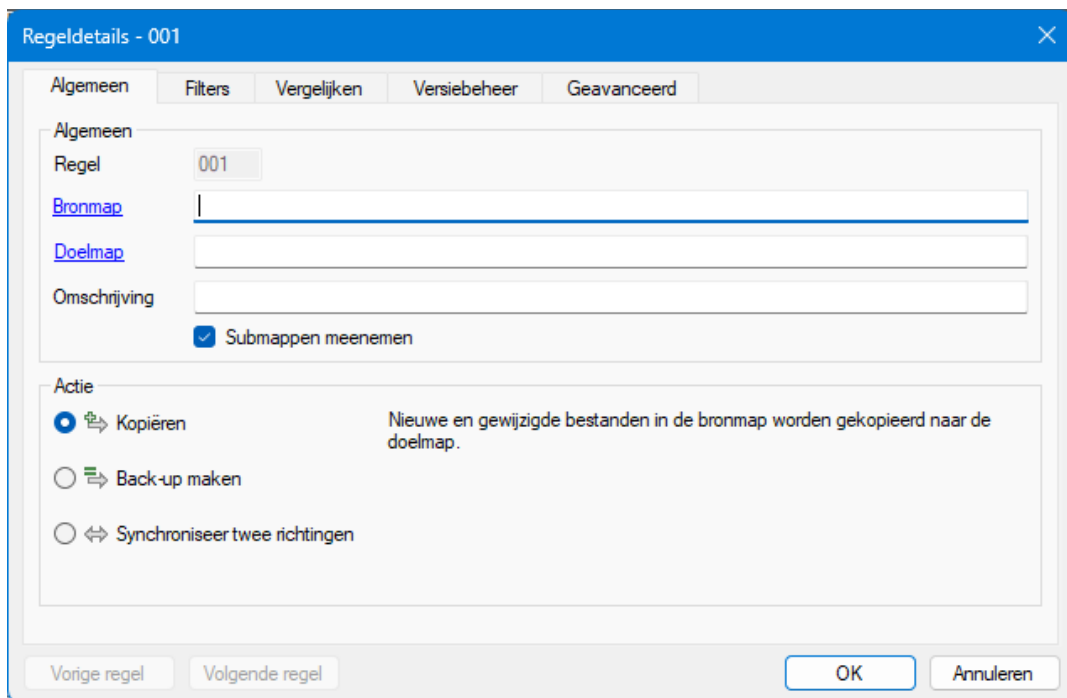 Regeldetails - 001
Algemeen Filters Vergelijken Versiebeheer Geavanceerd
Algemeen
Regel 001
Bronmap
Doelmap
Omschrijving
Submappen meenemen
Actie
Kopiëren Nieuwe en gewijzigde bestanden in de bronmap worden gekopieerd naar de
doelmap.
Back-up maken
Synchroniseer twee richtingen
Vorige regel Volgende regel OK Annuleren